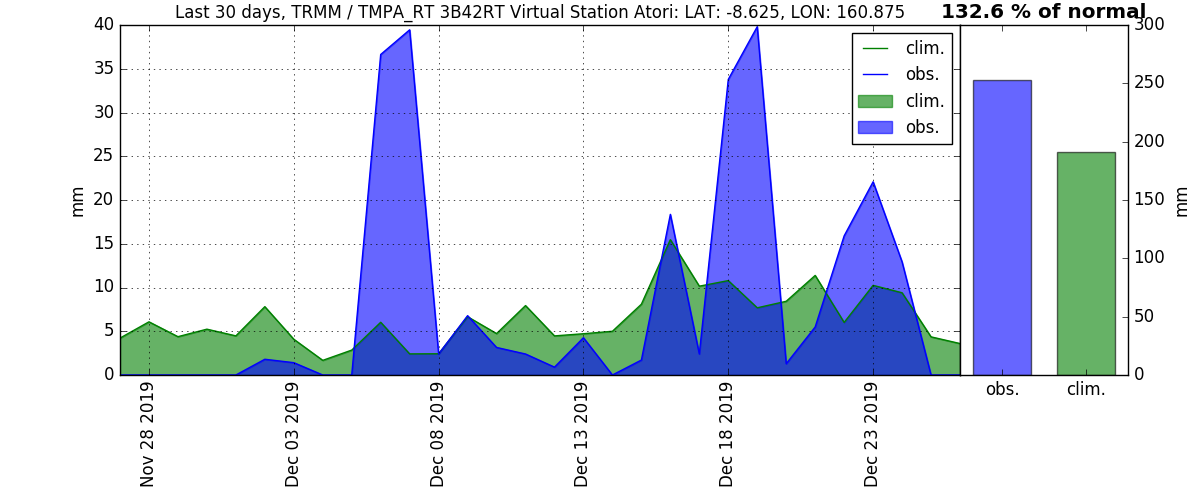 Last 30 days, TRMM / TMPA_RT 3B42RT Virtual Station Atori: LAT: -8.625, LON: 160.875
132.6 % of normal
mm
40
35
30
25
20
15
10
5
0
clim.
obs.
clim.
obs.
300
250
200
150
100
50
0
mm
Nov 28 2019
Dec 03 2019
Dec 08 2019
Dec 13 2019
Dec 18 2019
Dec 23 2019
obs.
clim.